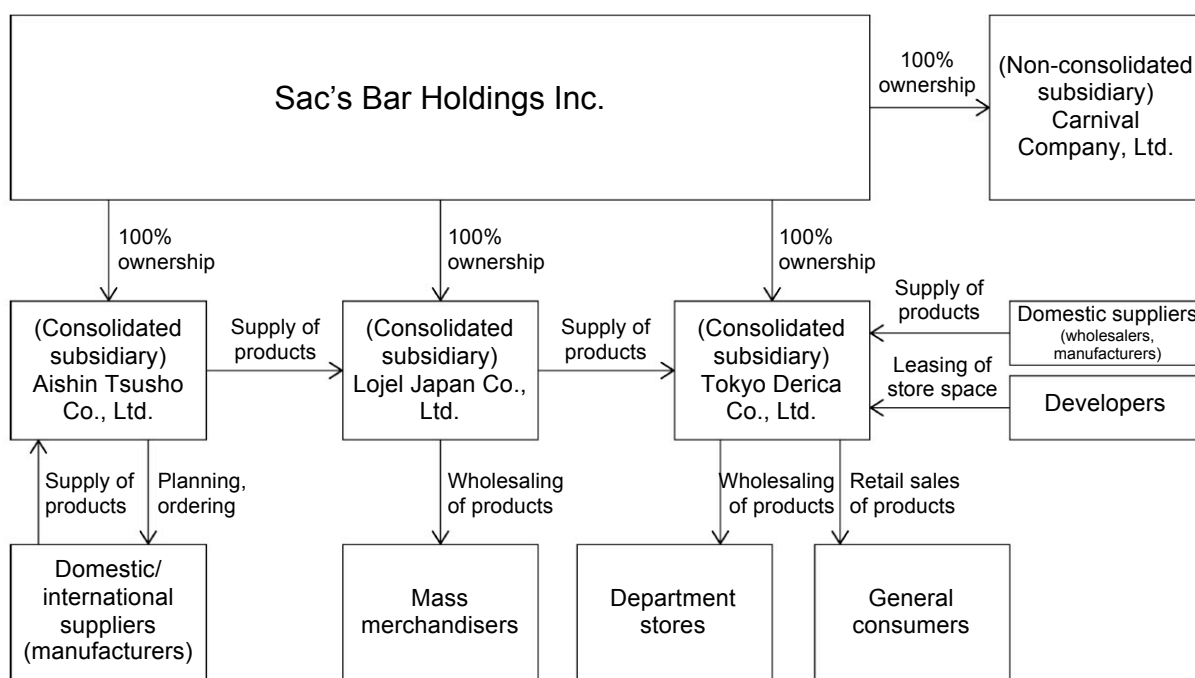 Sac’s Bar Holdings Inc.
100%
ownership
(Non-consolidated
subsidiary)
Carnival
Company, Ltd.
100%
ownership
100%
ownership
100%
ownership
(Consolidated
subsidiary)
Aishin Tsusho
Co., Ltd.
Supply of
products
(Consolidated
subsidiary)
Lojel Japan Co.,
Ltd.
Supply of
products
(Consolidated
subsidiary)
Tokyo Derica
Co., Ltd.
Supply of
products
Domestic suppliers
(wholesalers,
manufacturers)
Leasing of
store space
Developers
Supply of
products
Planning,
ordering
Wholesaling
of products
Wholesaling
of products
Retail sales
of products
Domestic/
international
suppliers
(manufacturers)
Mass
merchandisers
Department
stores
General
consumers